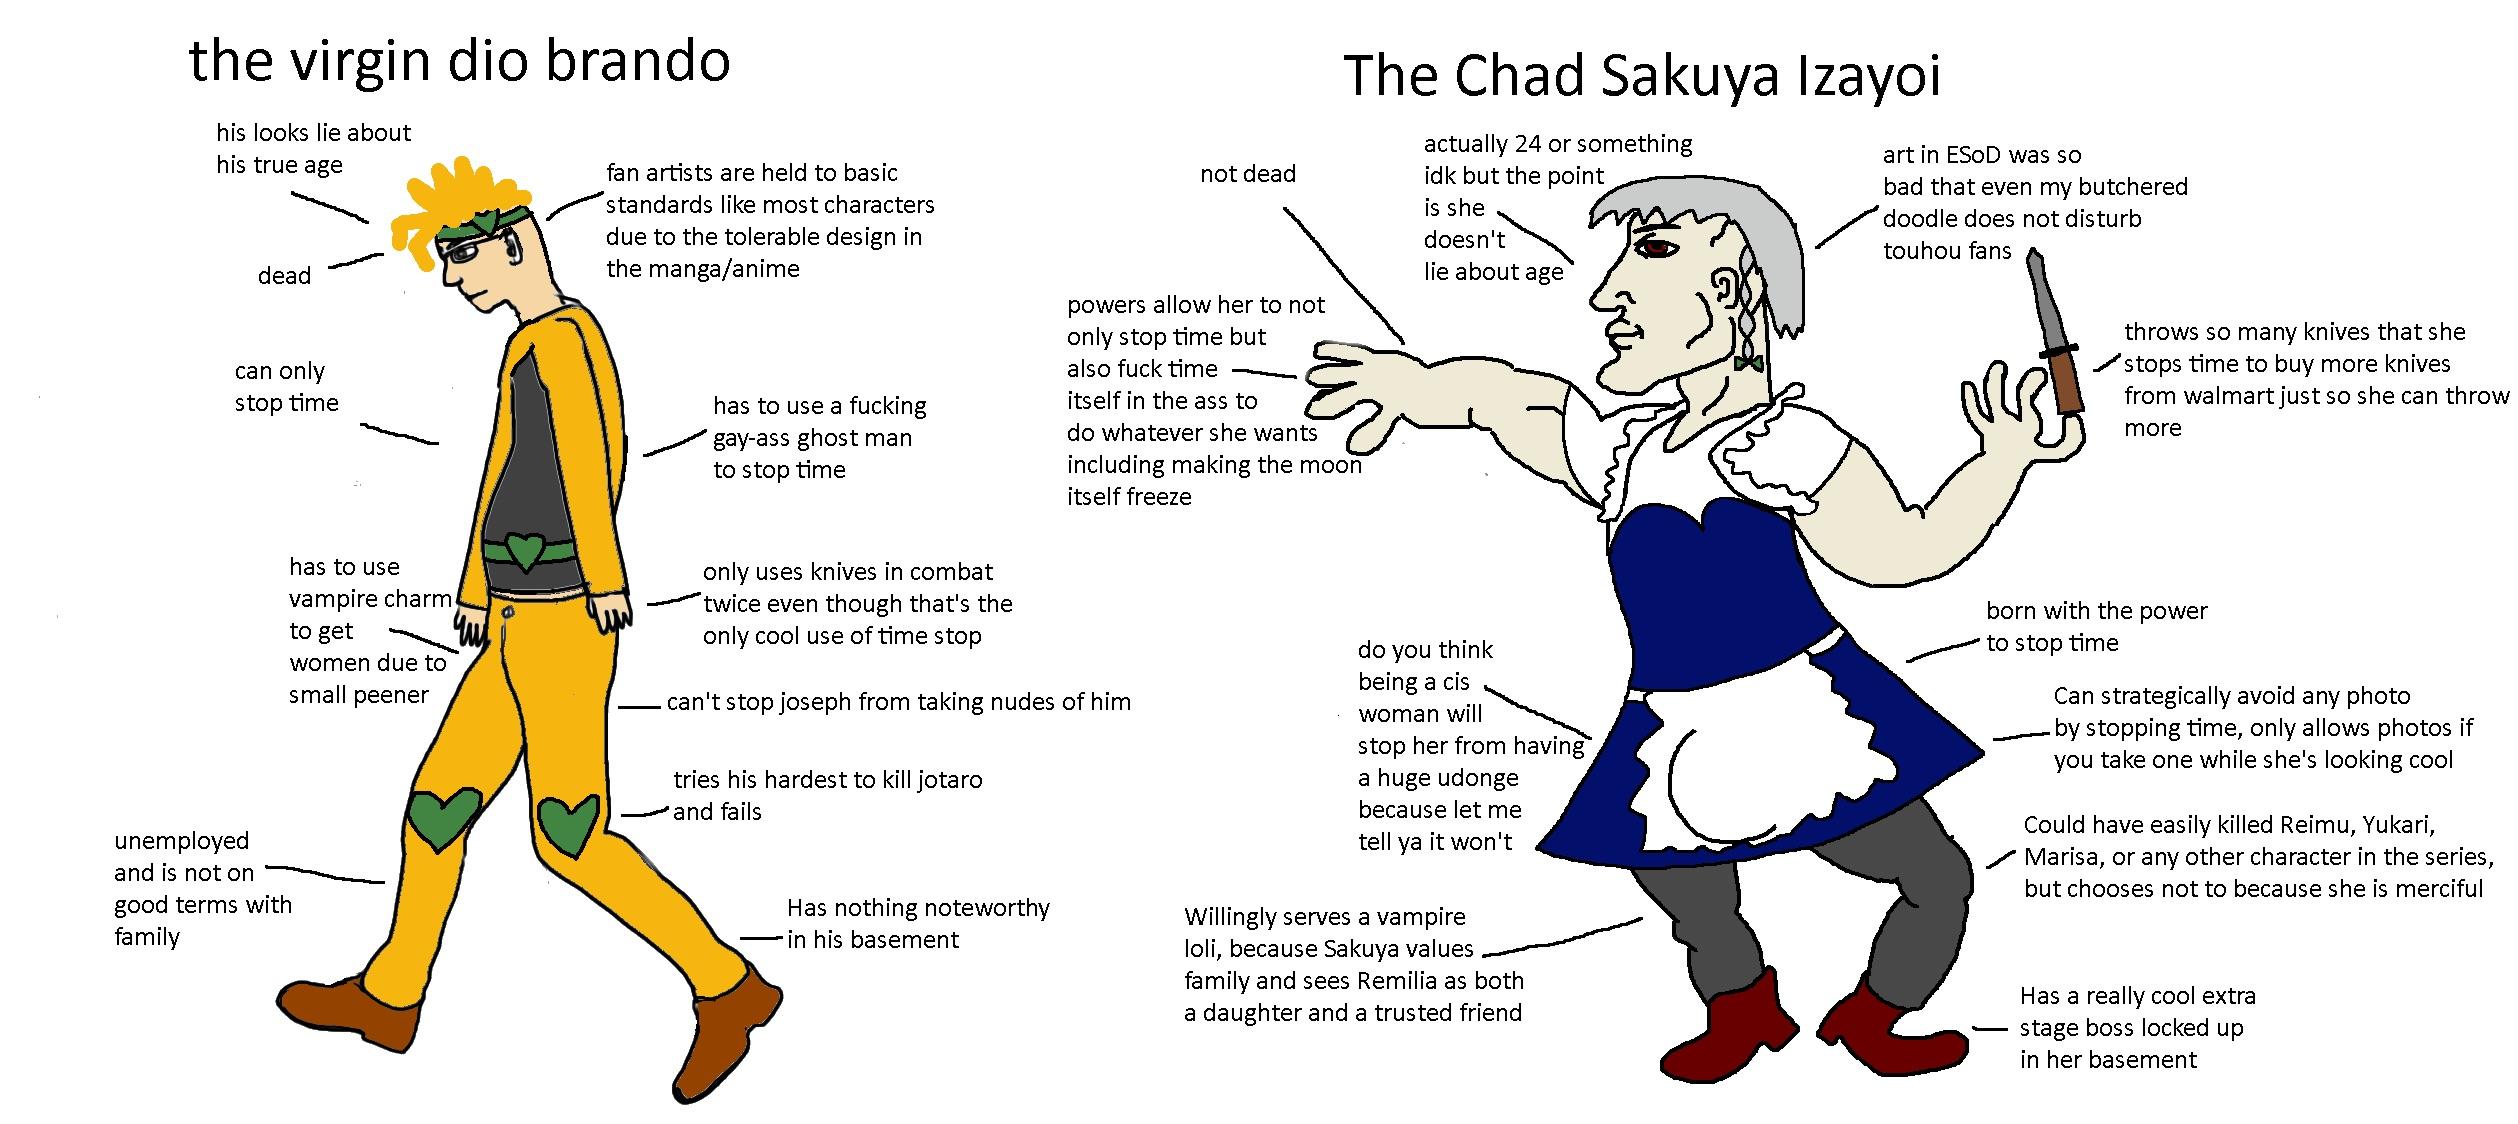 the virgin dio brando
his looks lie about
his true age
fan artists are held to basic
standards like most characters
due to the tolerable design in
the manga/anime
dead
can only
stop time
has to use a fucking
gay-ass ghost man
to stop time
has to use
vampire charm
to get
women due to
small peener
only uses knives in combat
twice even though that's the
only cool use of time stop
can't stop joseph from taking nudes of him
tries his hardest to kill jotaro
and fails
unemployed
and is not on
good terms with
family
Has nothing noteworthy
in his basement
The Chad Sakuya Izayoi
not dead
actually 24 or something
idk but the point
is she
doesn't
lie about age
art in ESoD was so
bad that even my butchered
doodle does not disturb
touhou fans
powers allow her to not
only stop time but
also fuck time
itself in the ass to
do whatever she wants
including making the moon
itself freeze
throws so many knives that she
stops time to buy more knives
from walmart just so she can throw
more
born with the power
to stop time
do you think
being a cis
woman will
stop her from having
a huge udonge
because let me
tell ya it won't
Can strategically avoid any photo
by stopping time, only allows photos if
you take one while she's looking cool
Could have easily killed Reimu, Yukari,
Marisa, or any other character in the series,
but chooses not to because she is merciful
Willingly serves a vampire
loli, because Sakuya values
family and sees Remilia as both
a daughter and a trusted friend
Has a really cool extra
stage boss locked up
in her basement